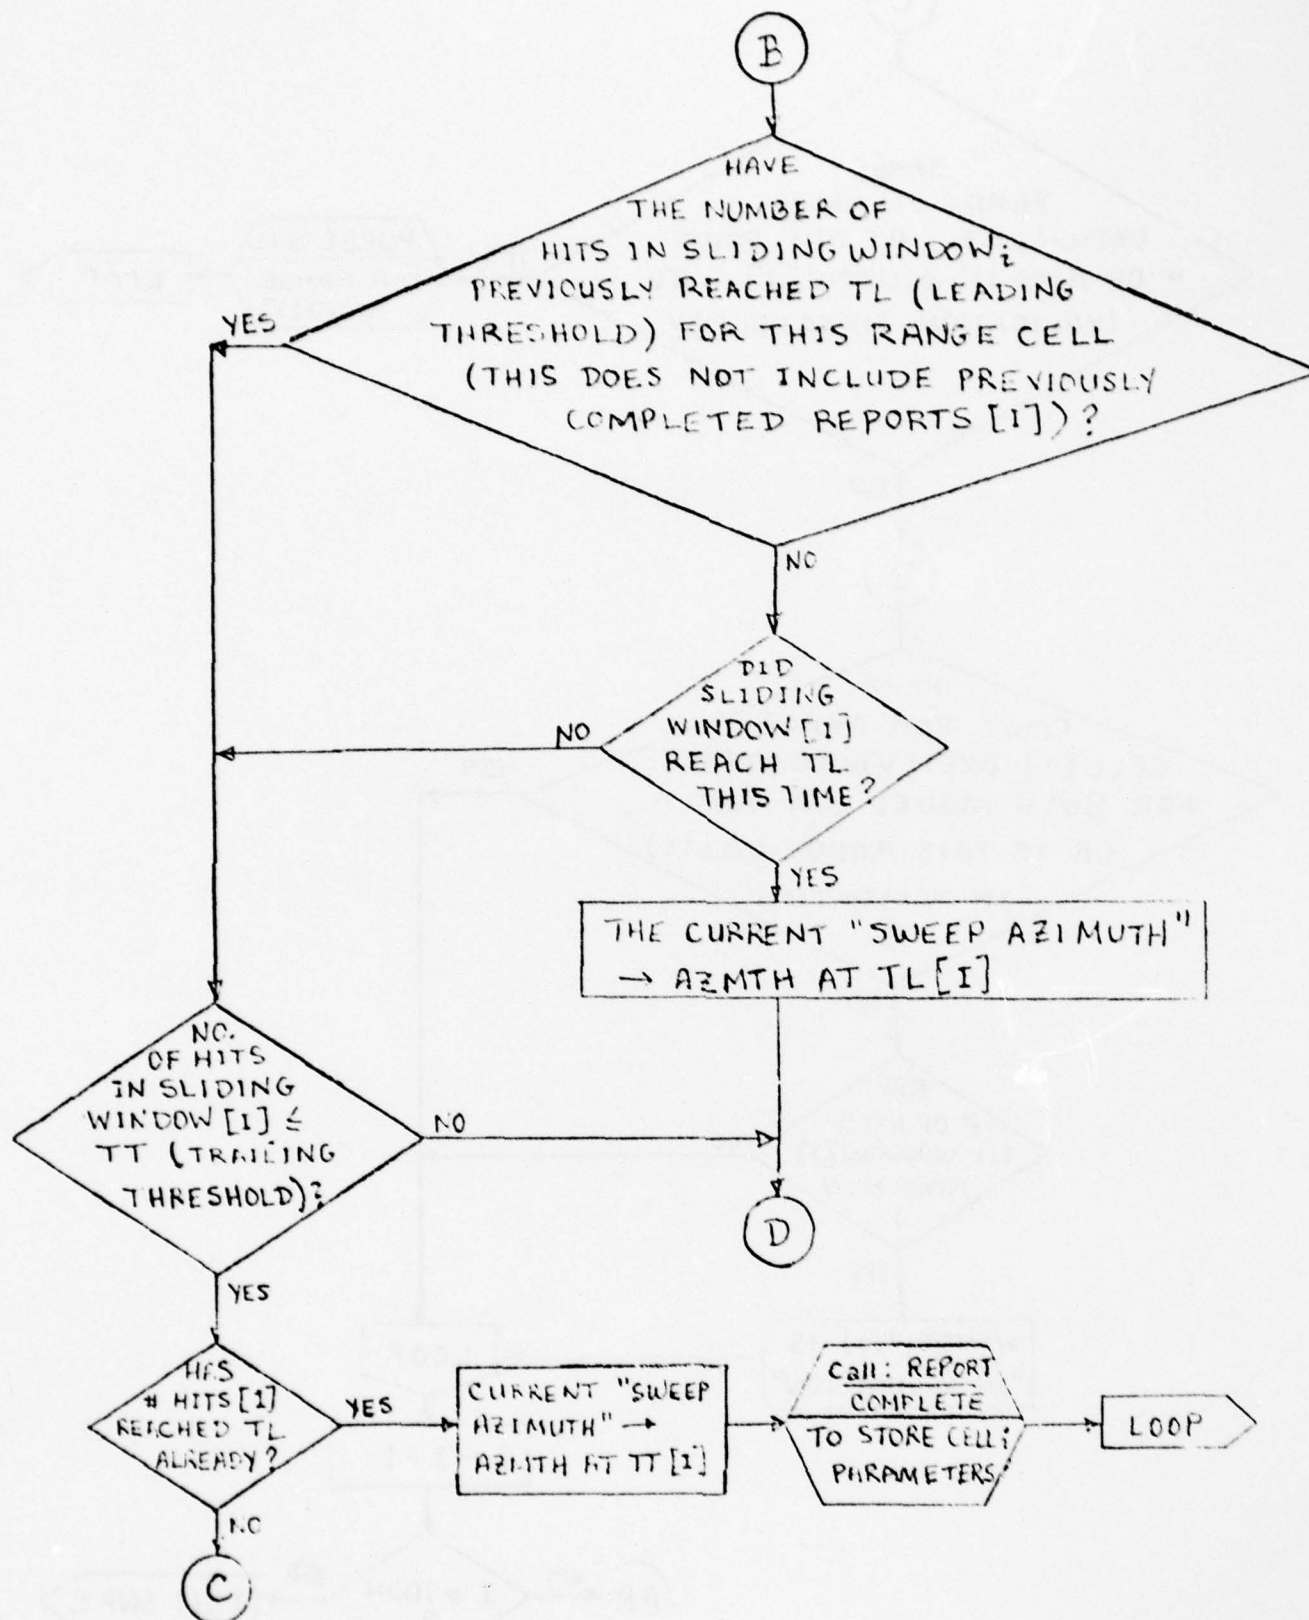 B
HAVE
THE NUMBER OF
HITS IN SLIDING WINDOWi
PREVIOUSLY REACHED TL (LEADING
THRESHOLD) FOR THIS RANGE CELL
(THIS DOES NOT INCLUDE PREVIOUSLY
COMPLETED REPORTS [I])?
YES
NO
DID
SLIDING
WINDOW [I]
REACH TL
THIS TIME?
NO
YES
THE CURRENT "SWEEP AZIMUTH"
→ AZMTH AT TL [I]
NO.
OF HITS
IN SLIDING
WINDOW [I] ≤
TT (TRAILING
THRESHOLD)?
NO
D
YES
HAS
# HITS [I]
REACHED TL
ALREADY?
YES
CURRENT "SWEEP
AZIMUTH" →
AZMTH AT TT [I]
Call: REPORT
COMPLETE
TO STORE CELLi
PARAMETERS
LOOP
NO
C